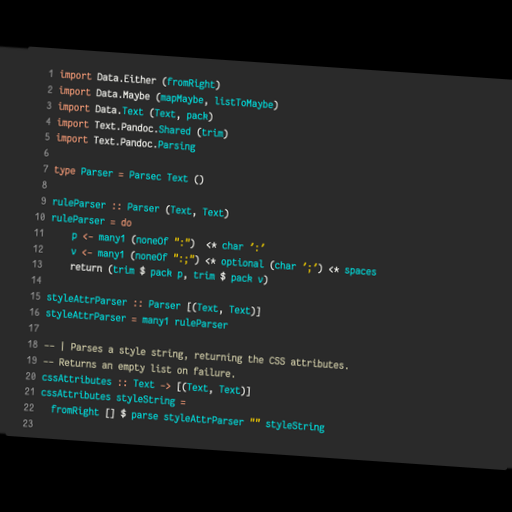 1 import Data.Either (fromRight)
2 import Data.Maybe (mapMaybe, listToMaybe)
3 import Data.Text (Text, pack)
4 import Text.Pandoc.Shared (trim)
5 import Text.Pandoc.Parsing
6
7 type Parser = Parsec Text ()
8
9 ruleParser :: Parser (Text, Text)
10 ruleParser = do
11 p <- many1 (noneOf ":") <* char ':'
12 v <- many1 (noneOf ":;") <* optional (char ';') <* spaces
13 return (trim $ pack p, trim $ pack v)
14
15 styleAttrParser :: Parser [(Text, Text)]
16 styleAttrParser = many1 ruleParser
17
18 -- | Parses a style string, returning the CSS attributes.
19 -- Returns an empty list on failure.
20 cssAttributes :: Text -> [(Text, Text)]
21 cssAttributes styleString =
22 fromRight [] $ parse styleAttrParser "" styleString
23